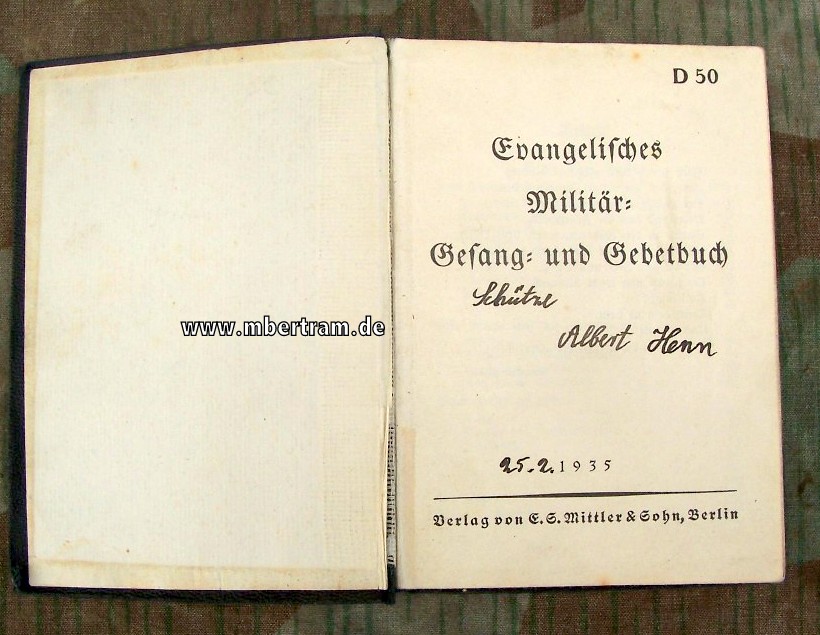 www.mbertram.de
D 50
Evangeliſches
Militär-
Geſang- und Gebetbuch
Schütze
Albert Henn
25.2.1935
Verlag von E. S. Mittler & Sohn, Berlin